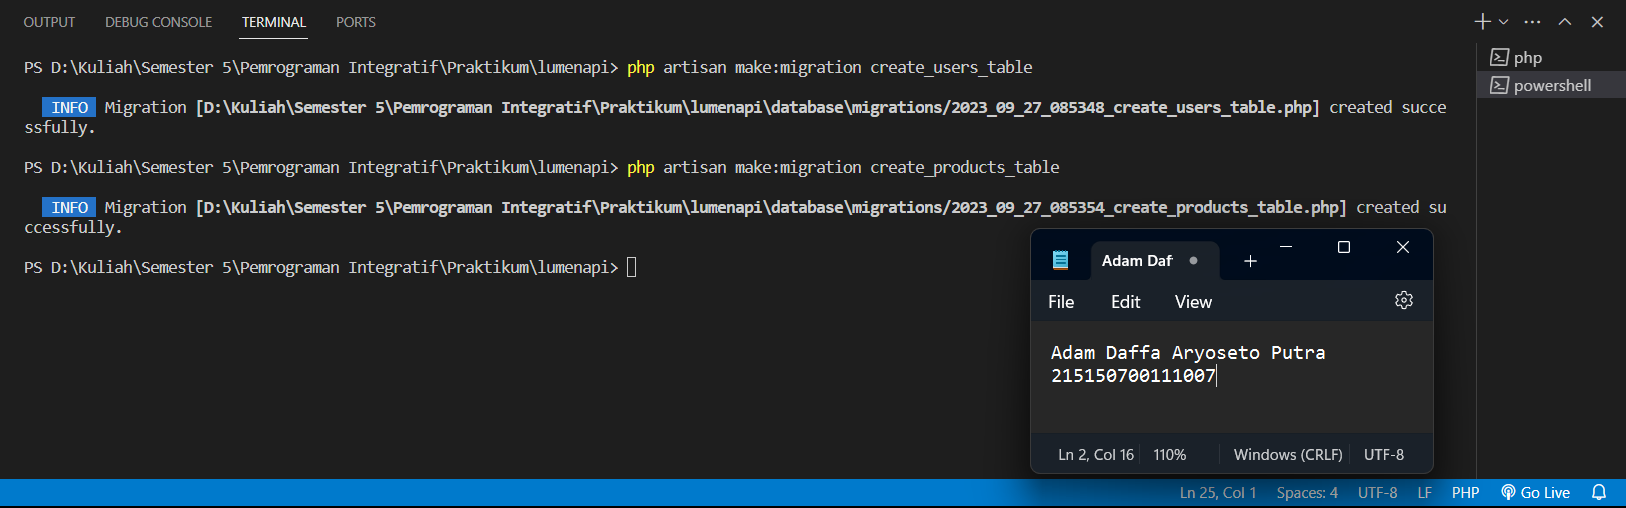 OUTPUT DEBUG CONSOLE TERMINAL PORTS
PS D:\Kuliah\Semester 5\Pemrograman Integratif\Praktikum\lumenapi> php artisan make:migration create_users_table
INFO Migration [D:\Kuliah\Semester 5\Pemrograman Integratif\Praktikum\lumenapi\database\migrations/2023_09_27_085348_create_users_table.php] created succe
ssfully.
PS D:\Kuliah\Semester 5\Pemrograman Integratif\Praktikum\lumenapi> php artisan make:migration create_products_table
INFO Migration [D:\Kuliah\Semester 5\Pemrograman Integratif\Praktikum\lumenapi\database\migrations/2023_09_27_085354_create_products_table.php] created su
ccessfully.
PS D:\Kuliah\Semester 5\Pemrograman Integratif\Praktikum\lumenapi>
php
powershell
Adam Daf
File Edit View
Adam Daffa Aryoseto Putra
215150700111007
Ln 2, Col 16 110% Windows (CRLF) UTF-8
Ln 25, Col 1 Spaces: 4 UTF-8 LF PHP Go Live